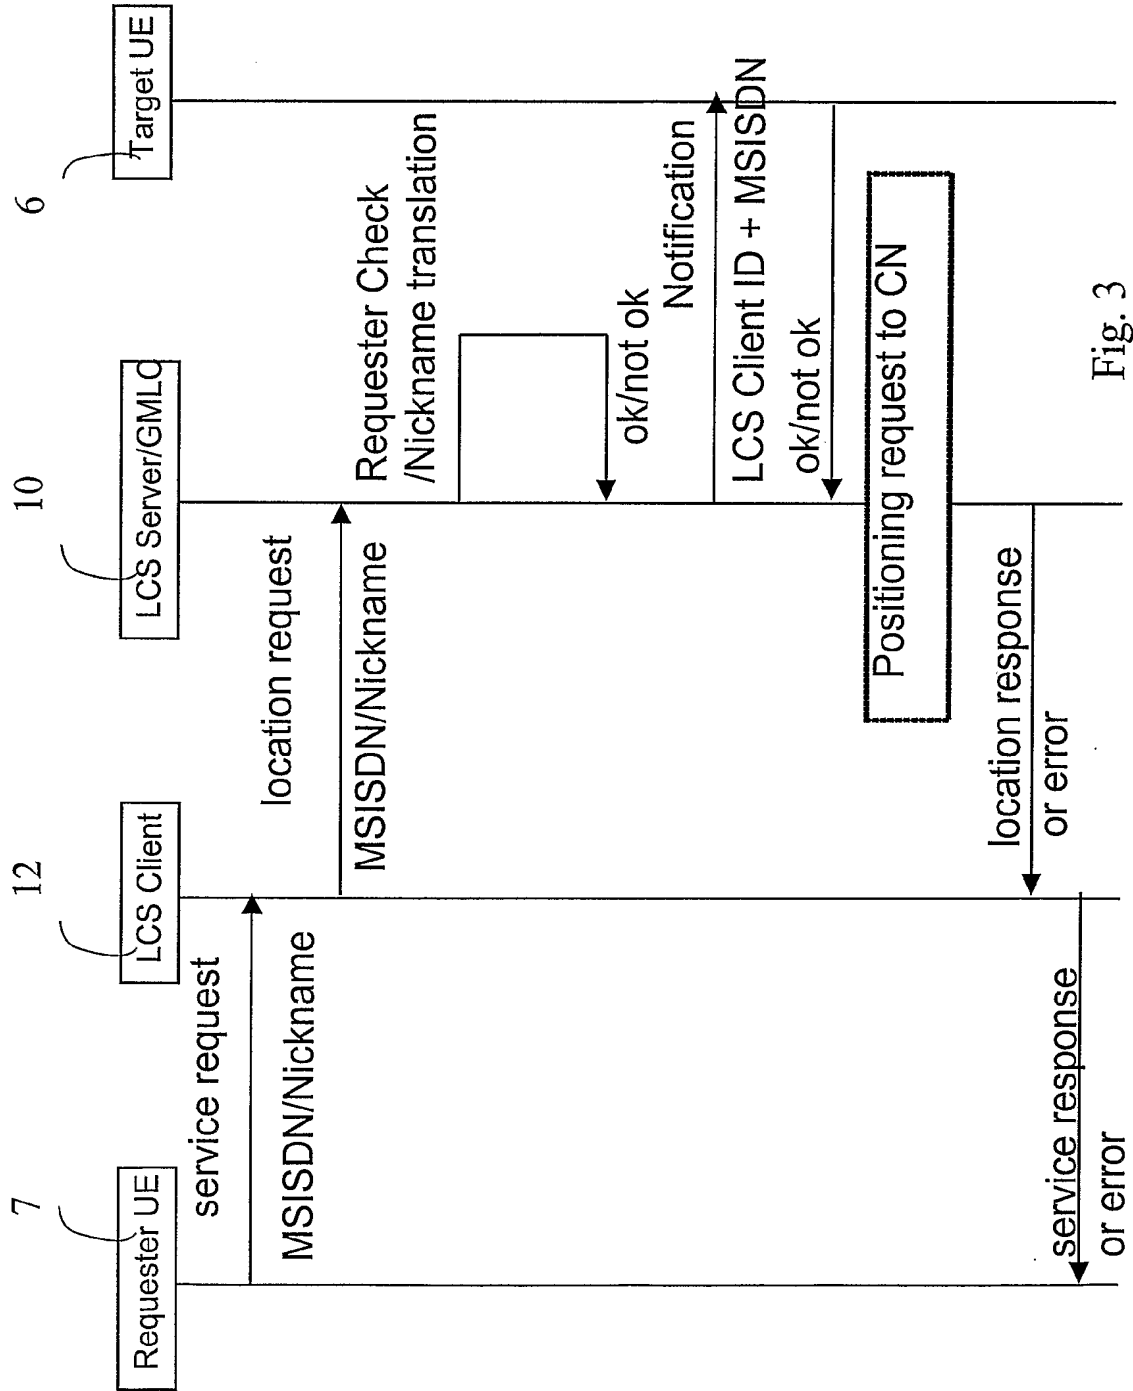 7
12
10
6
Requester UE
LCS Client
LCS Server/GMLC
Target UE
service request
MSISDN/Nickname
location request
MSISDN/Nickname
Requester Check
/Nickname translation
ok/not ok
Notification
LCS Client ID + MSISDN
ok/not ok
Positioning request to CN
location response
or error
service response
or error
Fig. 3